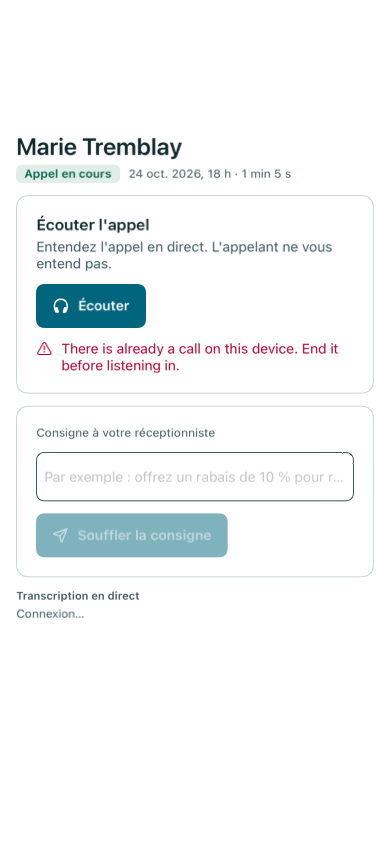 Marie Tremblay
Appel en cours 24 oct. 2026, 18 h · 1 min 5 s
Écouter l'appel
Entendez l'appel en direct. L'appelant ne vous
entend pas.
Écouter
There is already a call on this device. End it
before listening in.
Consigne à votre réceptionniste
Par exemple : offrez un rabais de 10 % pour r...
Souffler la consigne
Transcription en direct
Connexion...